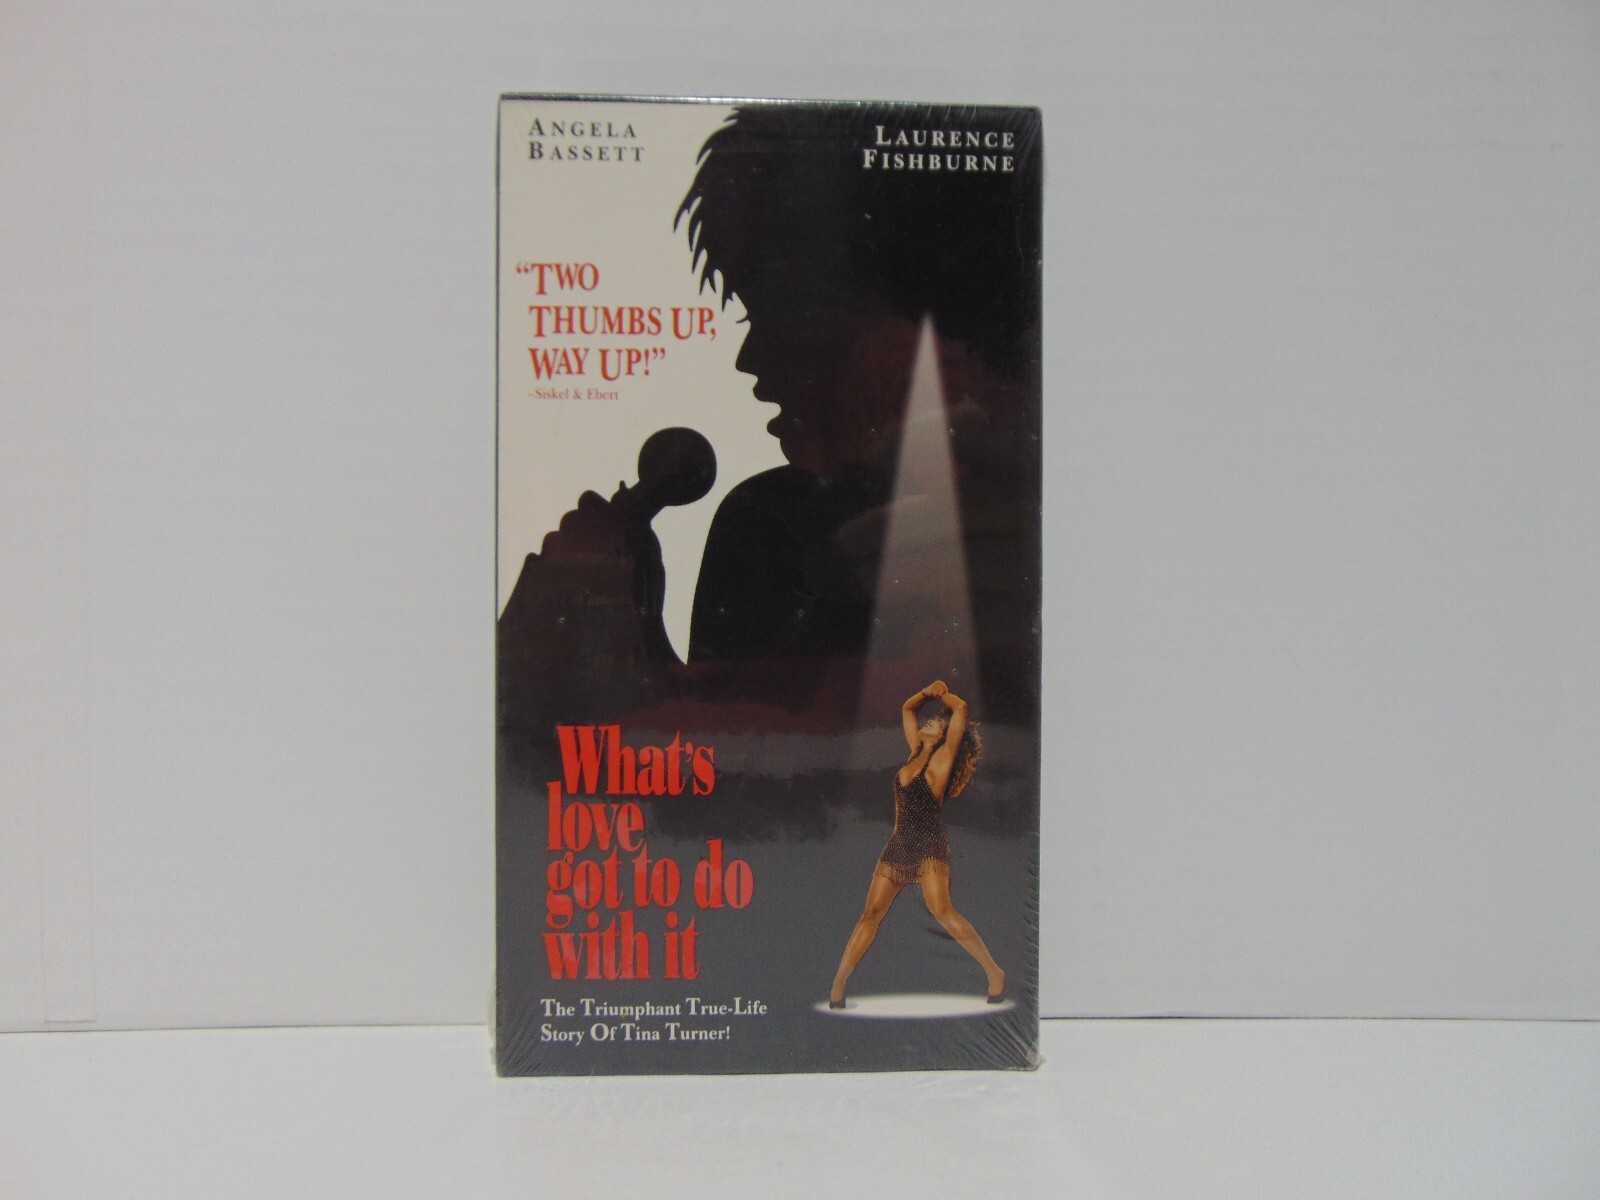 ANGELA
BASSETT
LAURENCE
FISHBURNE
“TWO
THUMBS UP,
WAY UP!”
–Siskel & Ebert
What's
love
got to do
with it
The Triumphant True-Life
Story Of Tina Turner!